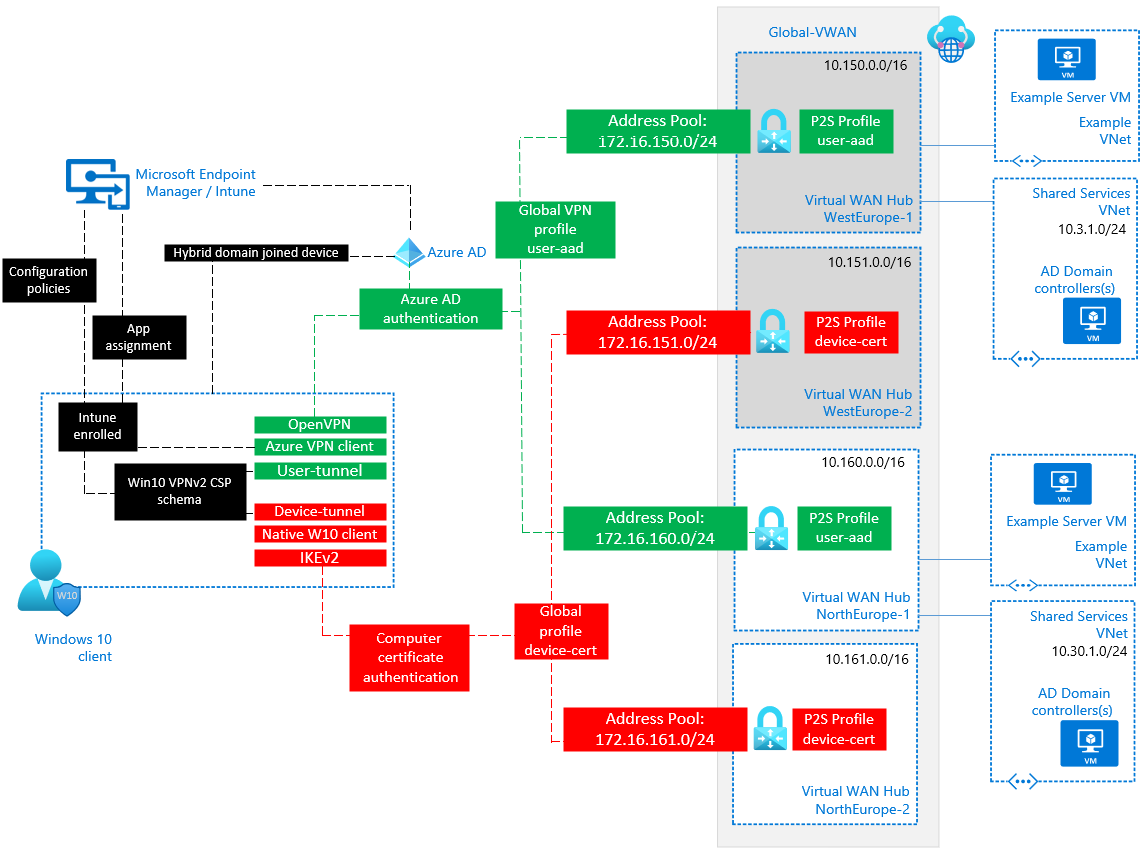 Global-VWAN
10.150.0.0/16
Address Pool:
172.16.150.0/24
P2S Profile
user-aad
Virtual WAN Hub
WestEurope-1
VM
Example Server VM
Example
VNet
Shared Services
VNet
10.3.1.0/24
AD Domain
controllers(s)
VM
Microsoft Endpoint
Manager / Intune
Hybrid domain joined device
Azure AD
Global VPN
profile
user-aad
Configuration
policies
App
assignment
Azure AD
authentication
10.151.0.0/16
Address Pool:
172.16.151.0/24
P2S Profile
device-cert
Virtual WAN Hub
WestEurope-2
Intune
enrolled
OpenVPN
Azure VPN client
User-tunnel
Win10 VPNv2 CSP
schema
Device-tunnel
Native W10 client
IKEv2
W10
Windows 10
client
Computer
certificate
authentication
Global
profile
device-cert
10.160.0.0/16
Address Pool:
172.16.160.0/24
P2S Profile
user-aad
Virtual WAN Hub
NorthEurope-1
VM
Example Server VM
Example
VNet
Shared Services
VNet
10.30.1.0/24
AD Domain
controllers(s)
VM
10.161.0.0/16
Address Pool:
172.16.161.0/24
P2S Profile
device-cert
Virtual WAN Hub
NorthEurope-2